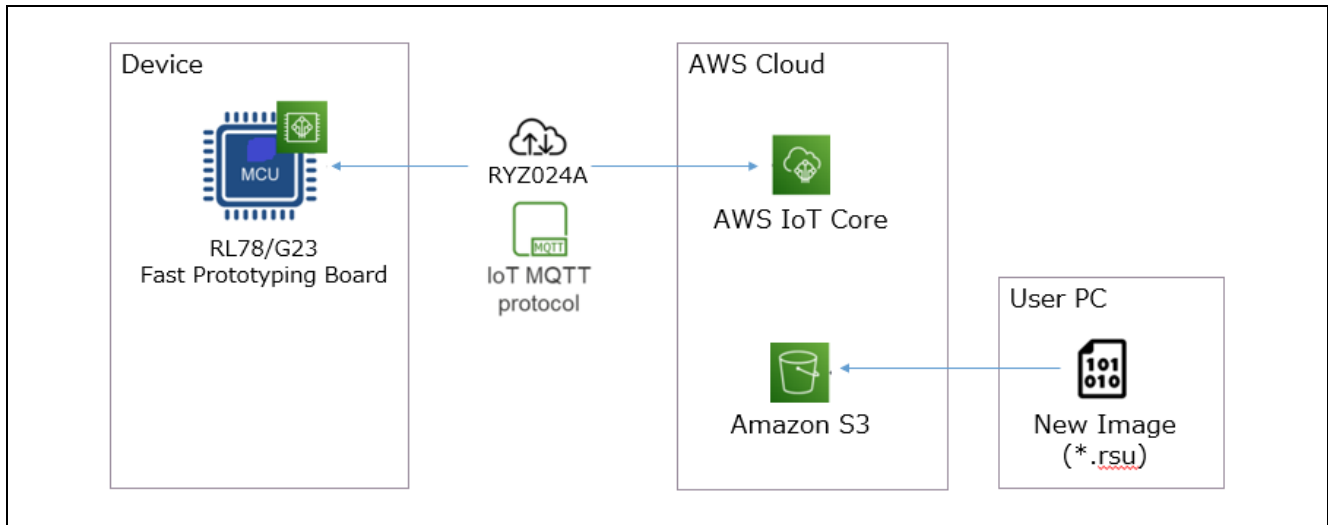 Device
MCU
RL78/G23
Fast Prototyping Board
RYZ024A
MQTT
IoT MQTT
protocol
AWS Cloud
AWS IoT Core
Amazon S3
User PC
101
010
New Image
(*.rsu)